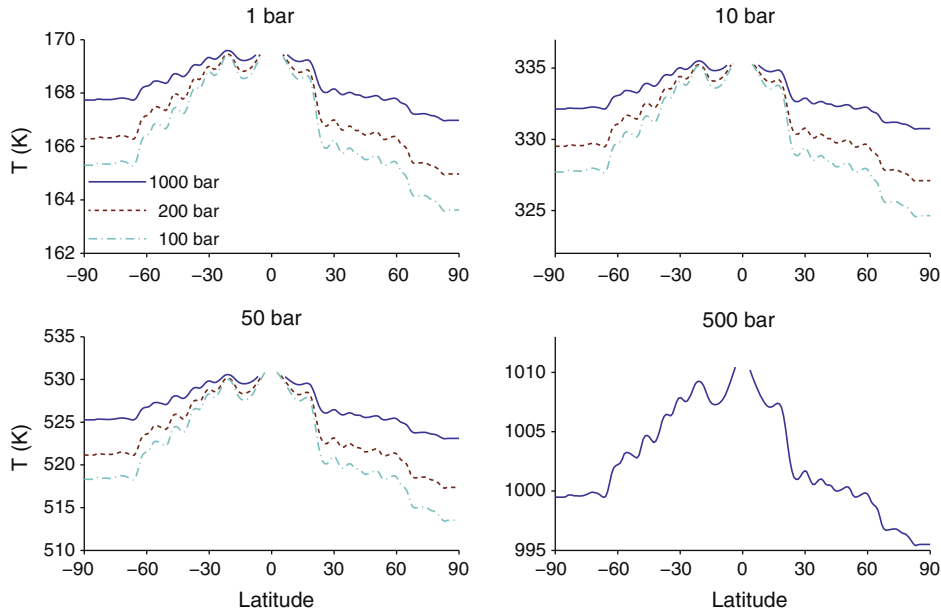 1 bar
170
168
166
164
162
T (K)
1000 bar
200 bar
100 bar
−90 −60 −30 0 30 60 90
10 bar
335
330
325
−90 −60 −30 0 30 60 90
50 bar
535
530
525
520
515
510
T (K)
−90 −60 −30 0 30 60 90
Latitude
500 bar
1010
1005
1000
995
−90 −60 −30 0 30 60 90
Latitude